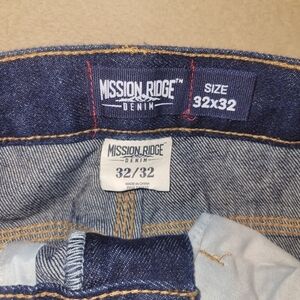 MISSION RIDGE™
DENIM
SIZE
32x32
MISSION RIDGE
DENIM
32/32